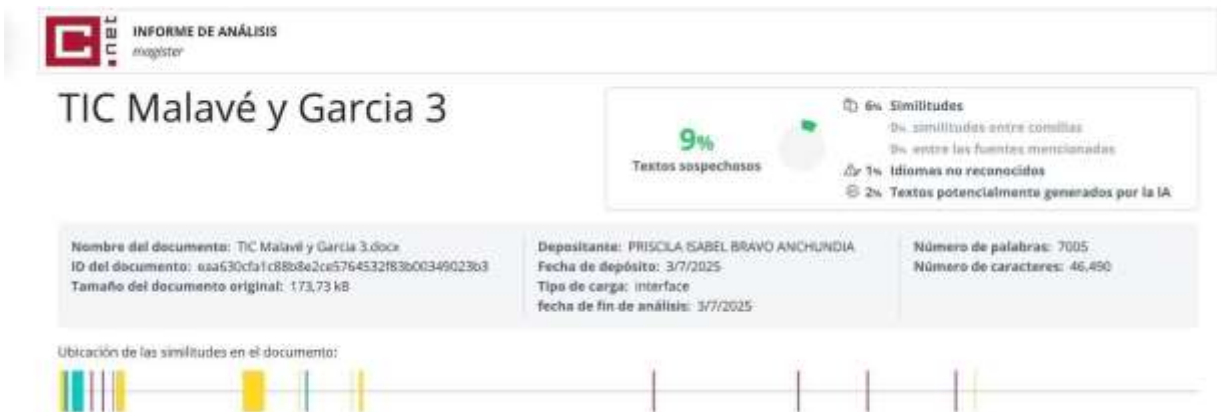 C.net
INFORME DE ANÁLISIS
magister
TIC Malavé y Garcia 3
9%
Textos sospechosos
6% Similitudes
0% similitudes entre comillas
0% entre las fuentes mencionadas
1% Idiomas no reconocidos
2% Textos potencialmente generados por la IA
Nombre del documento: TIC Malavé y Garcia 3.docx
ID del documento:
Tamaño del documento original: 173,73 kB
Depositante: PRISCILA ISABEL BRAVO ANCHUNDIA
Fecha de depósito: 3/7/2025
Tipo de carga: interface
fecha de fin de análisis: 3/7/2025
Número de palabras: 7005
Número de caracteres: 46,490
Ubicación de las similitudes en el documento: